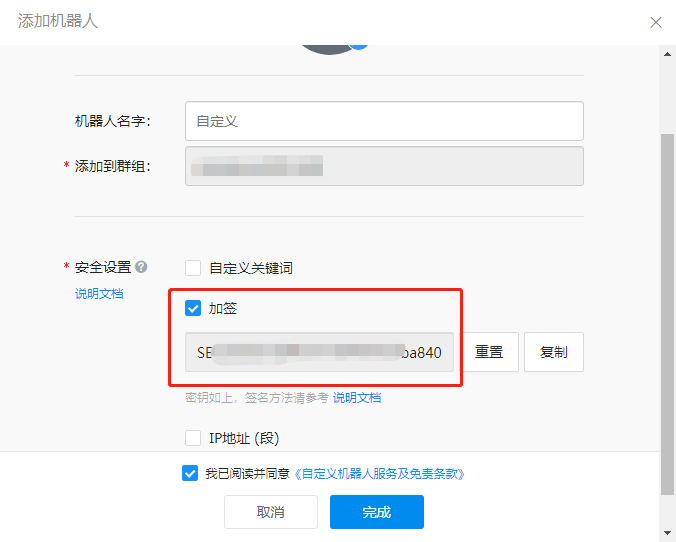 添加机器人
机器人名字：
自定义
* 添加到群组：
* 安全设置
自定义关键词
说明文档
加签
SE
ba840
重置
复制
密钥如上，签名方法请参考 说明文档
IP地址 (段)
我已阅读并同意《自定义机器人服务及免责条款》
取消
完成